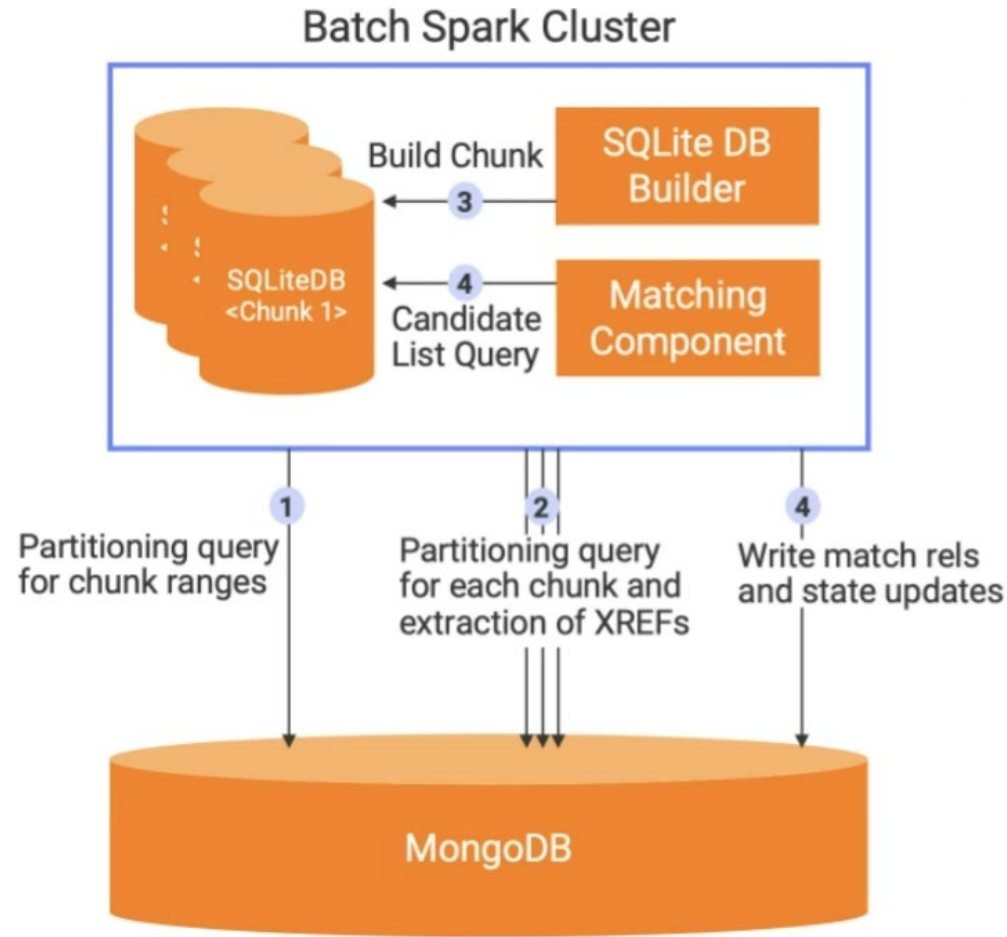 Batch Spark Cluster
Build Chunk
SQLite DB
Builder
3
SQLiteDB
<Chunk 1>
4
Candidate
List Query
Matching
Component
1
Partitioning query
for chunk ranges
2
Partitioning query
for each chunk and
extraction of XREFs
4
Write match rels
and state updates
MongoDB